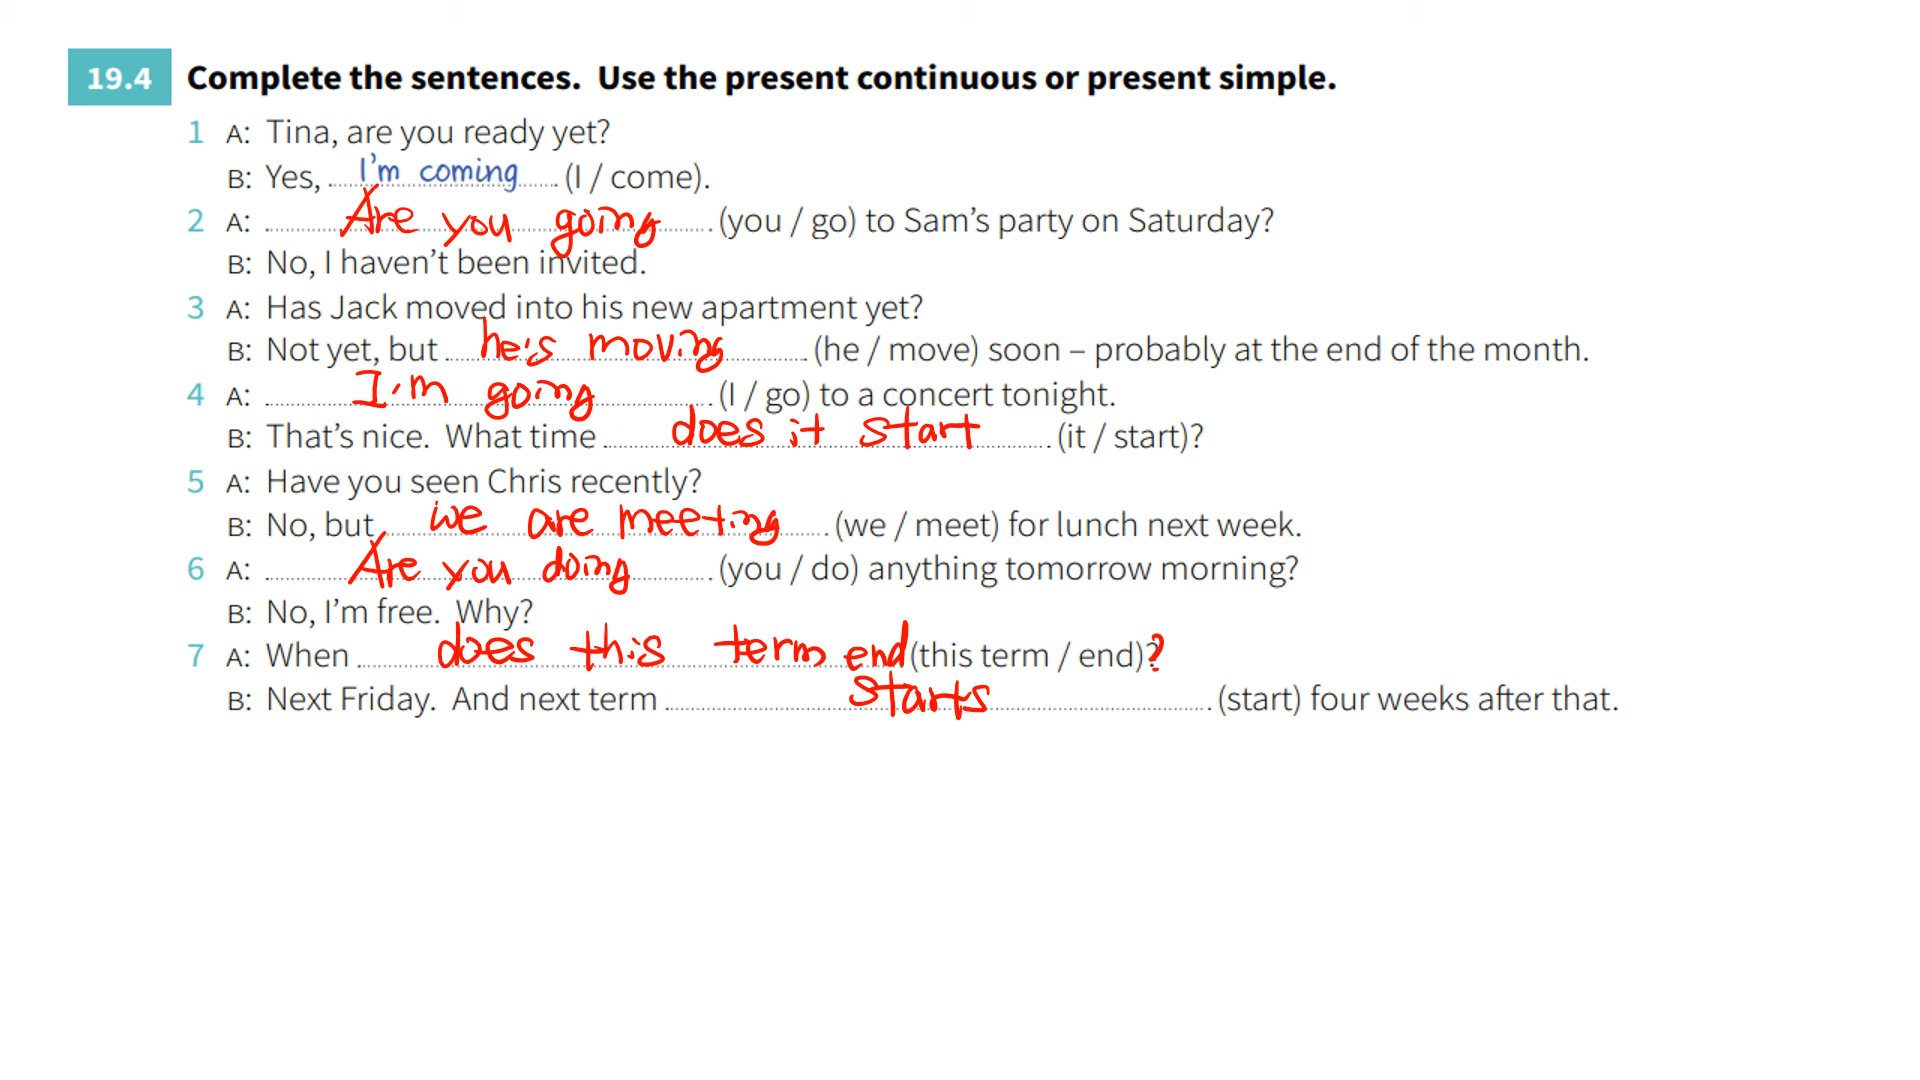 19.4 Complete the sentences. Use the present continuous or present simple.
1 A: Tina, are you ready yet?
B: Yes, I'm coming (I / come).
2 A: Are you going (you / go) to Sam's party on Saturday?
B: No, I haven't been invited.
3 A: Has Jack moved into his new apartment yet?
B: Not yet, but he's moving (he / move) soon – probably at the end of the month.
4 A: I'm going (I / go) to a concert tonight.
B: That's nice. What time does it start (it / start)?
5 A: Have you seen Chris recently?
B: No, but we are meeting (we / meet) for lunch next week.
6 A: Are you doing (you / do) anything tomorrow morning?
B: No, I'm free. Why?
7 A: When does this term end (this term / end)?
B: Next Friday. And next term starts (start) four weeks after that.